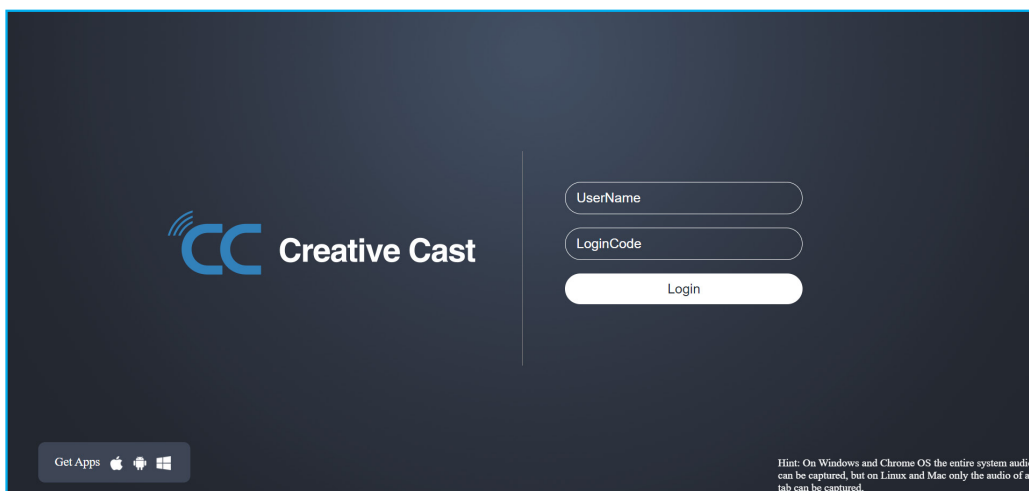 UserName
CC Creative Cast
LoginCode
Login
Get Apps
Hint: On Windows and Chrome OS the entire system audio
can be captured, but on Linux and Mac only the audio of a
tab can be captured.